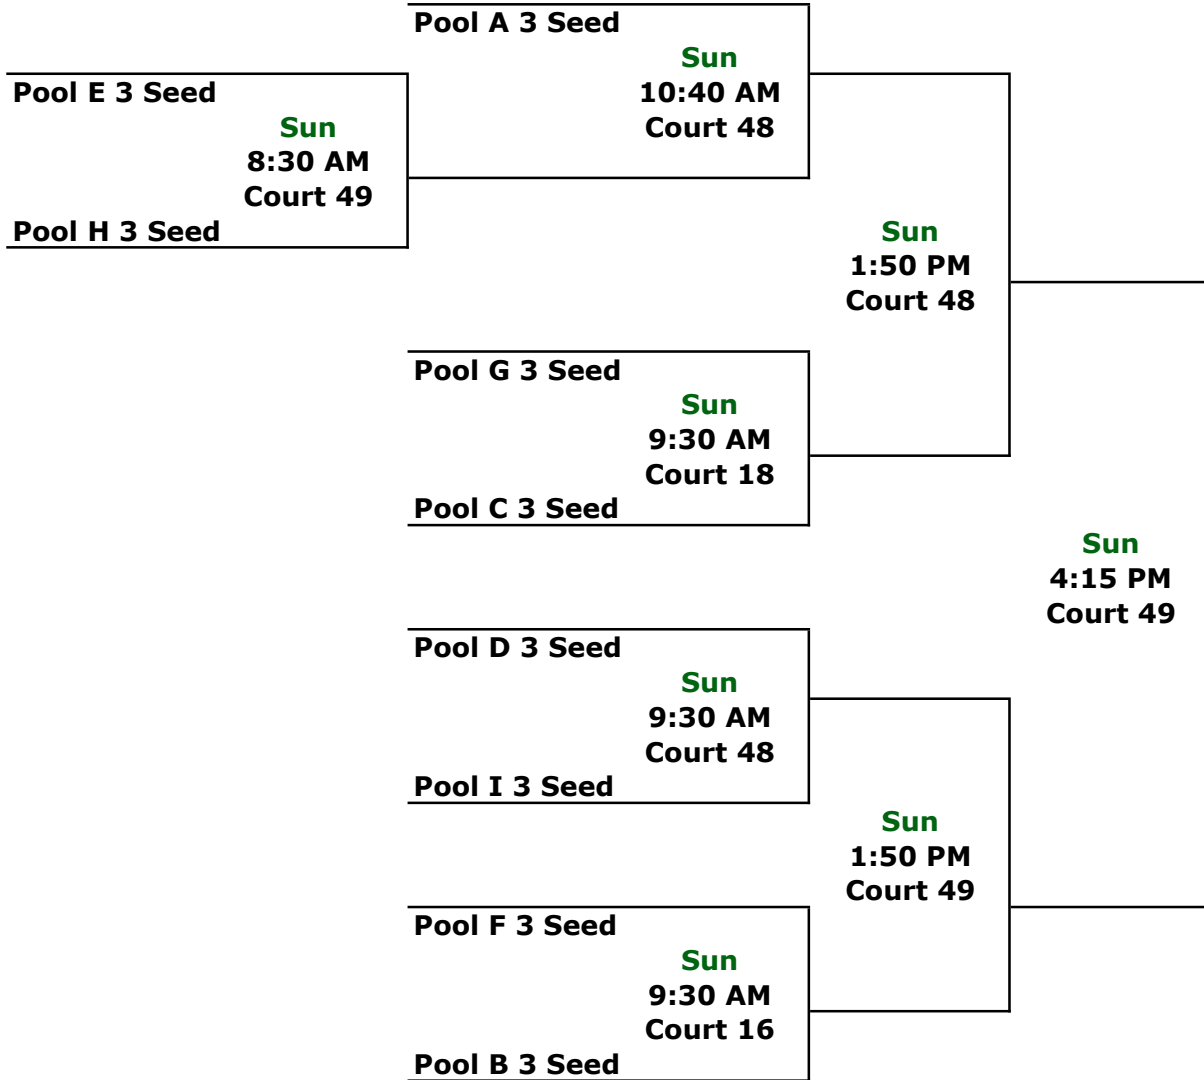 Pool A 3 Seed
Sun
10:40 AM
Court 48
Pool E 3 Seed
Sun
8:30 AM
Court 49
Pool H 3 Seed
Sun
1:50 PM
Court 48
Pool G 3 Seed
Sun
9:30 AM
Court 18
Pool C 3 Seed
Sun
4:15 PM
Court 49
Pool D 3 Seed
Sun
9:30 AM
Court 48
Pool I 3 Seed
Sun
1:50 PM
Court 49
Pool F 3 Seed
Sun
9:30 AM
Court 16
Pool B 3 Seed